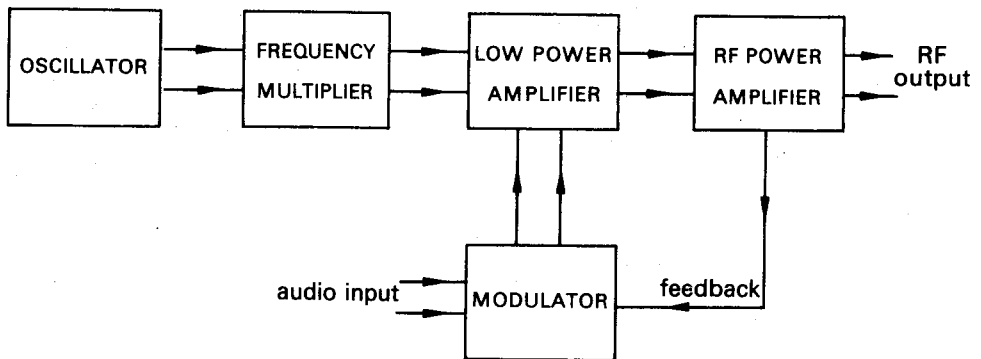 OSCILLATOR
FREQUENCY
MULTIPLIER
LOW POWER
AMPLIFIER
RF POWER
AMPLIFIER
RF
output
audio input
MODULATOR
feedback